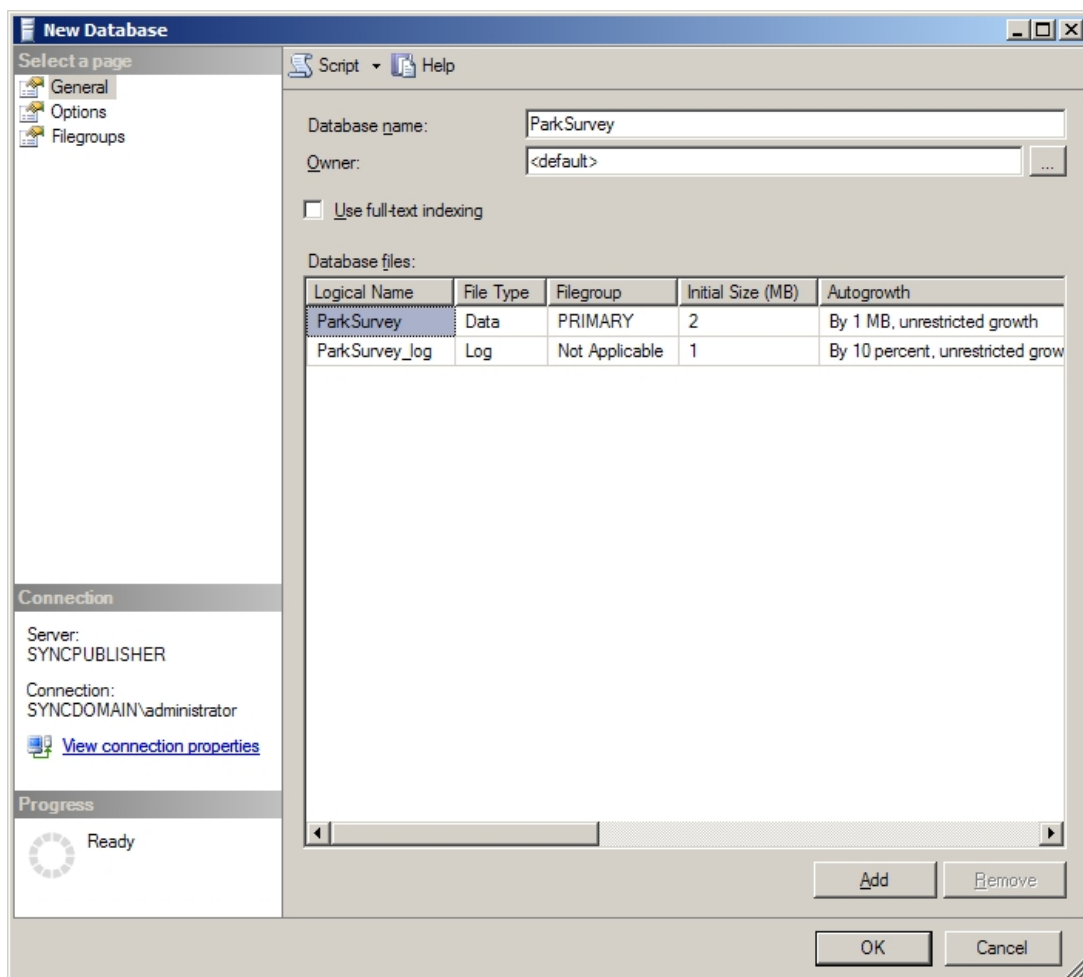 New Database
Select a page
General
Options
Filegroups
Script Help
Database name: ParkSurvey
Owner: <default> ...
Use full-text indexing
Database files:
Logical Name File Type Filegroup Initial Size (MB) Autogrowth
ParkSurvey Data PRIMARY 2 By 1 MB, unrestricted growth
ParkSurvey_log Log Not Applicable 1 By 10 percent, unrestricted grow
Connection
Server:
SYNCPUBLISHER
Connection:
SYNCDOMAIN\administrator
View connection properties
Progress
Ready
Add Remove
OK Cancel